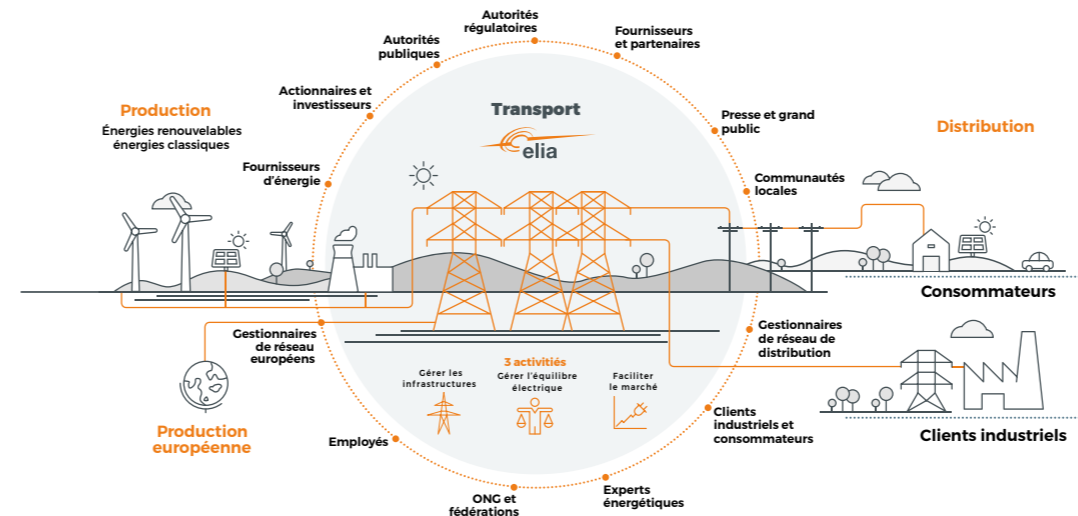 Autorités
régulatoires
Fournisseurs
et partenaires
Autorités
publiques
Actionnaires et
investisseurs
Production
Énergies renouvelables
énergies classiques
Transport
elia
Presse et grand
public
Distribution
Fournisseurs
d'énergie
Communautés
locales
Consommateurs
Gestionnaires
de réseau
européens
Gestionnaires
de réseau de
distribution
3 activitiés
Gérer les
infrastructures
Gérer l'équilibre
électrique
Faciliter
le marché
Production
européenne
Employés
Clients
industriels et
consommateurs
Clients industriels
ONG et
fédérations
Experts
énergétiques